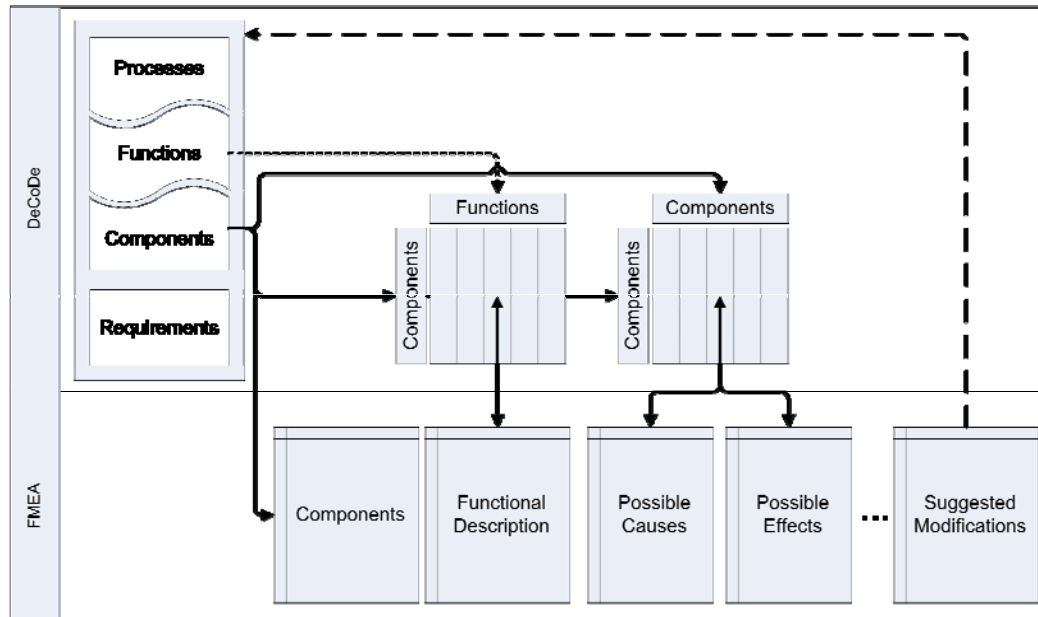 DeCoDe
Processes
Functions
Components
Requirements
Functions
Components
Components
Components
FMEA
Components
Functional
Description
Possible
Causes
Possible
Effects
...
Suggested
Modifications